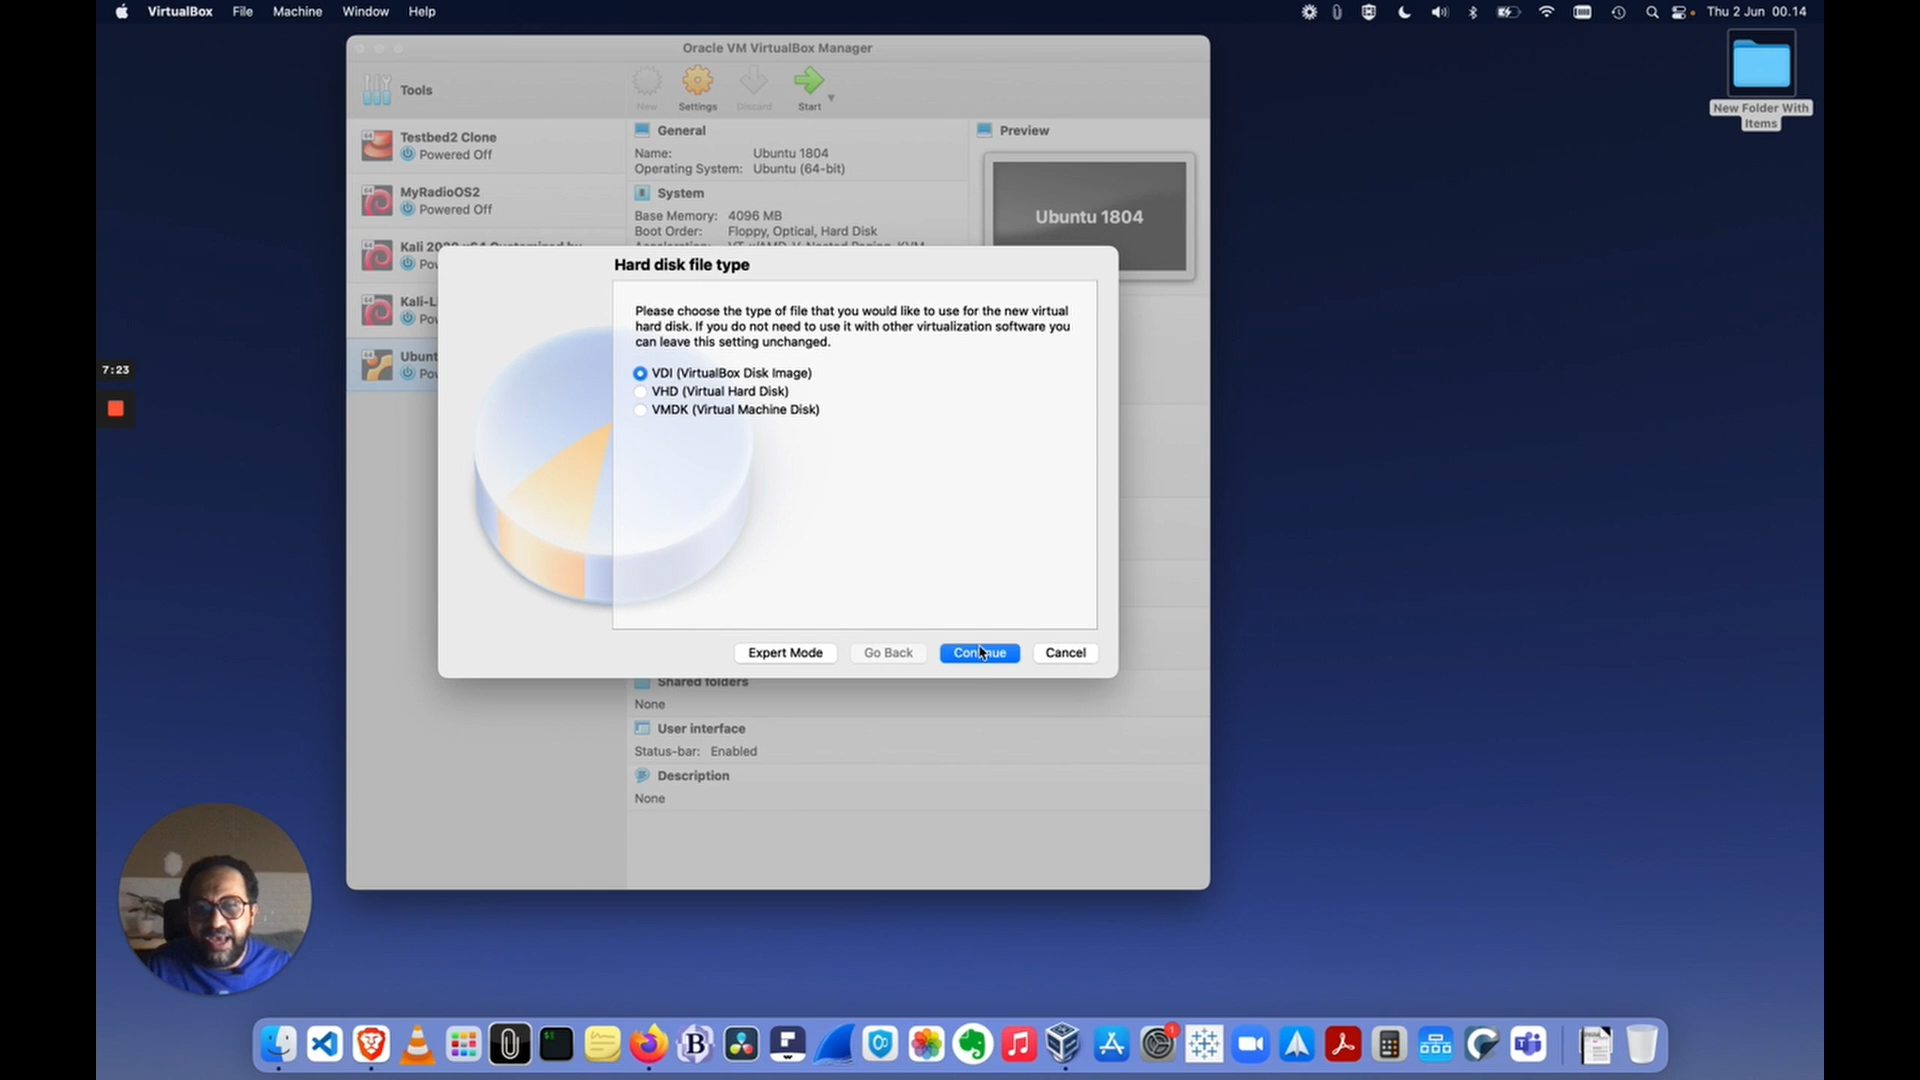 VirtualBox File Machine Window Help
Thu 2 Jun 00.14
Oracle VM VirtualBox Manager
Tools
New Settings Discard Start
New Folder With
Items
Testbed2 Clone
Powered Off
MyRadioOS2
Powered Off
Kali
Kali-Li
Ubunt
General
Name: Ubuntu 1804
Operating System: Ubuntu (64-bit)
System
Base Memory: 4096 MB
Boot Order: Floppy, Optical, Hard Disk
Preview
Ubuntu 1804
Hard disk file type
Please choose the type of file that you would like to use for the new virtual
hard disk. If you do not need to use it with other virtualization software you
can leave this setting unchanged.
VDI (VirtualBox Disk Image)
VHD (Virtual Hard Disk)
VMDK (Virtual Machine Disk)
Expert Mode Go Back Continue Cancel
Shared folders
None
User interface
Status-bar: Enabled
Description
None
7:23